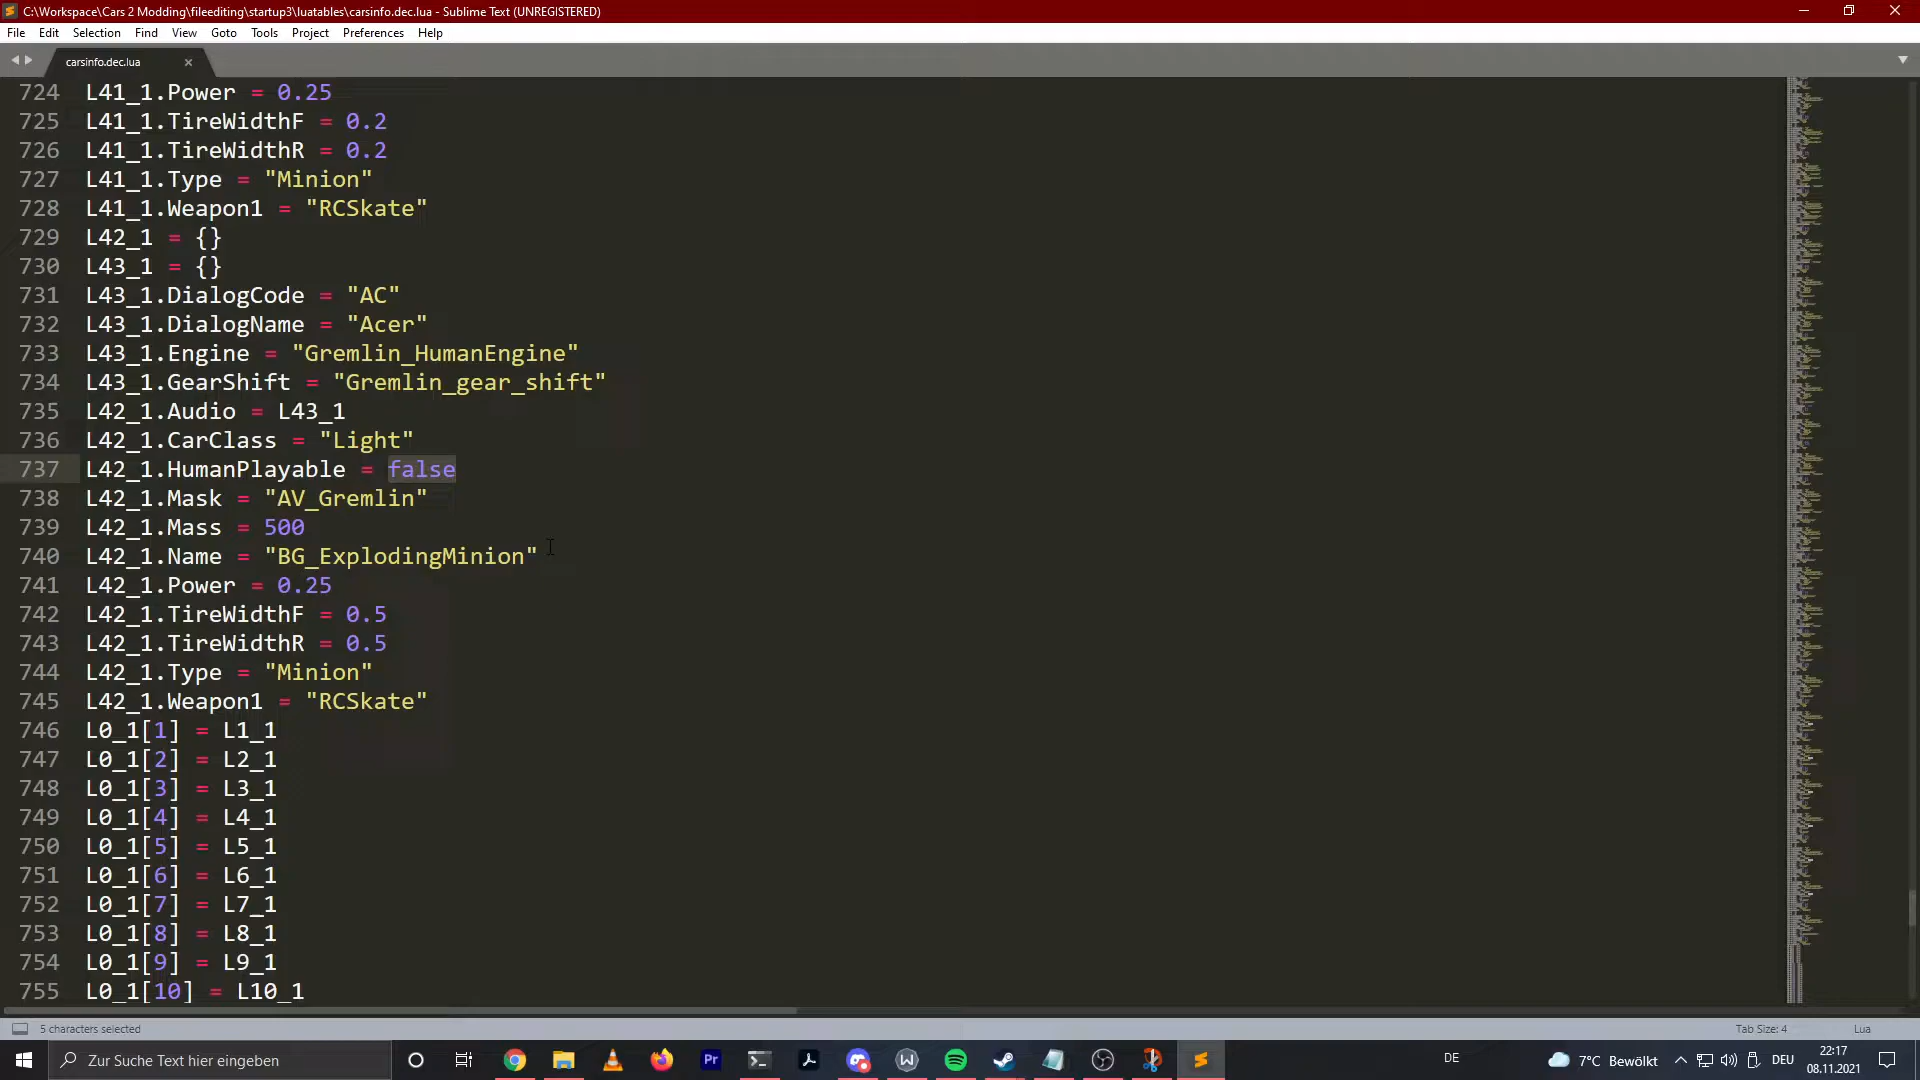 C:\Workspace\Cars 2 Modding\fileediting\startup3\luatables\carsinfo.dec.lua - Sublime Text (UNREGISTERED)
File Edit Selection Find View Goto Tools Project Preferences Help
carsinfo.dec.lua
724 L41_1.Power = 0.25
725 L41_1.TireWidthF = 0.2
726 L41_1.TireWidthR = 0.2
727 L41_1.Type = "Minion"
728 L41_1.Weapon1 = "RCSkate"
729 L42_1 = {}
730 L43_1 = {}
731 L43_1.DialogCode = "AC"
732 L43_1.DialogName = "Acer"
733 L43_1.Engine = "Gremlin_HumanEngine"
734 L43_1.GearShift = "Gremlin_gear_shift"
735 L42_1.Audio = L43_1
736 L42_1.CarClass = "Light"
737 L42_1.HumanPlayable = false
738 L42_1.Mask = "AV_Gremlin"
739 L42_1.Mass = 500
740 L42_1.Name = "BG_ExplodingMinion"
741 L42_1.Power = 0.25
742 L42_1.TireWidthF = 0.5
743 L42_1.TireWidthR = 0.5
744 L42_1.Type = "Minion"
745 L42_1.Weapon1 = "RCSkate"
746 L0_1[1] = L1_1
747 L0_1[2] = L2_1
748 L0_1[3] = L3_1
749 L0_1[4] = L4_1
750 L0_1[5] = L5_1
751 L0_1[6] = L6_1
752 L0_1[7] = L7_1
753 L0_1[8] = L8_1
754 L0_1[9] = L9_1
755 L0_1[10] = L10_1
5 characters selected Tab Size: 4 Lua
Zur Suche Text hier eingeben Pr DE 7°C Bewölkt DEU 22:17
08.11.2021